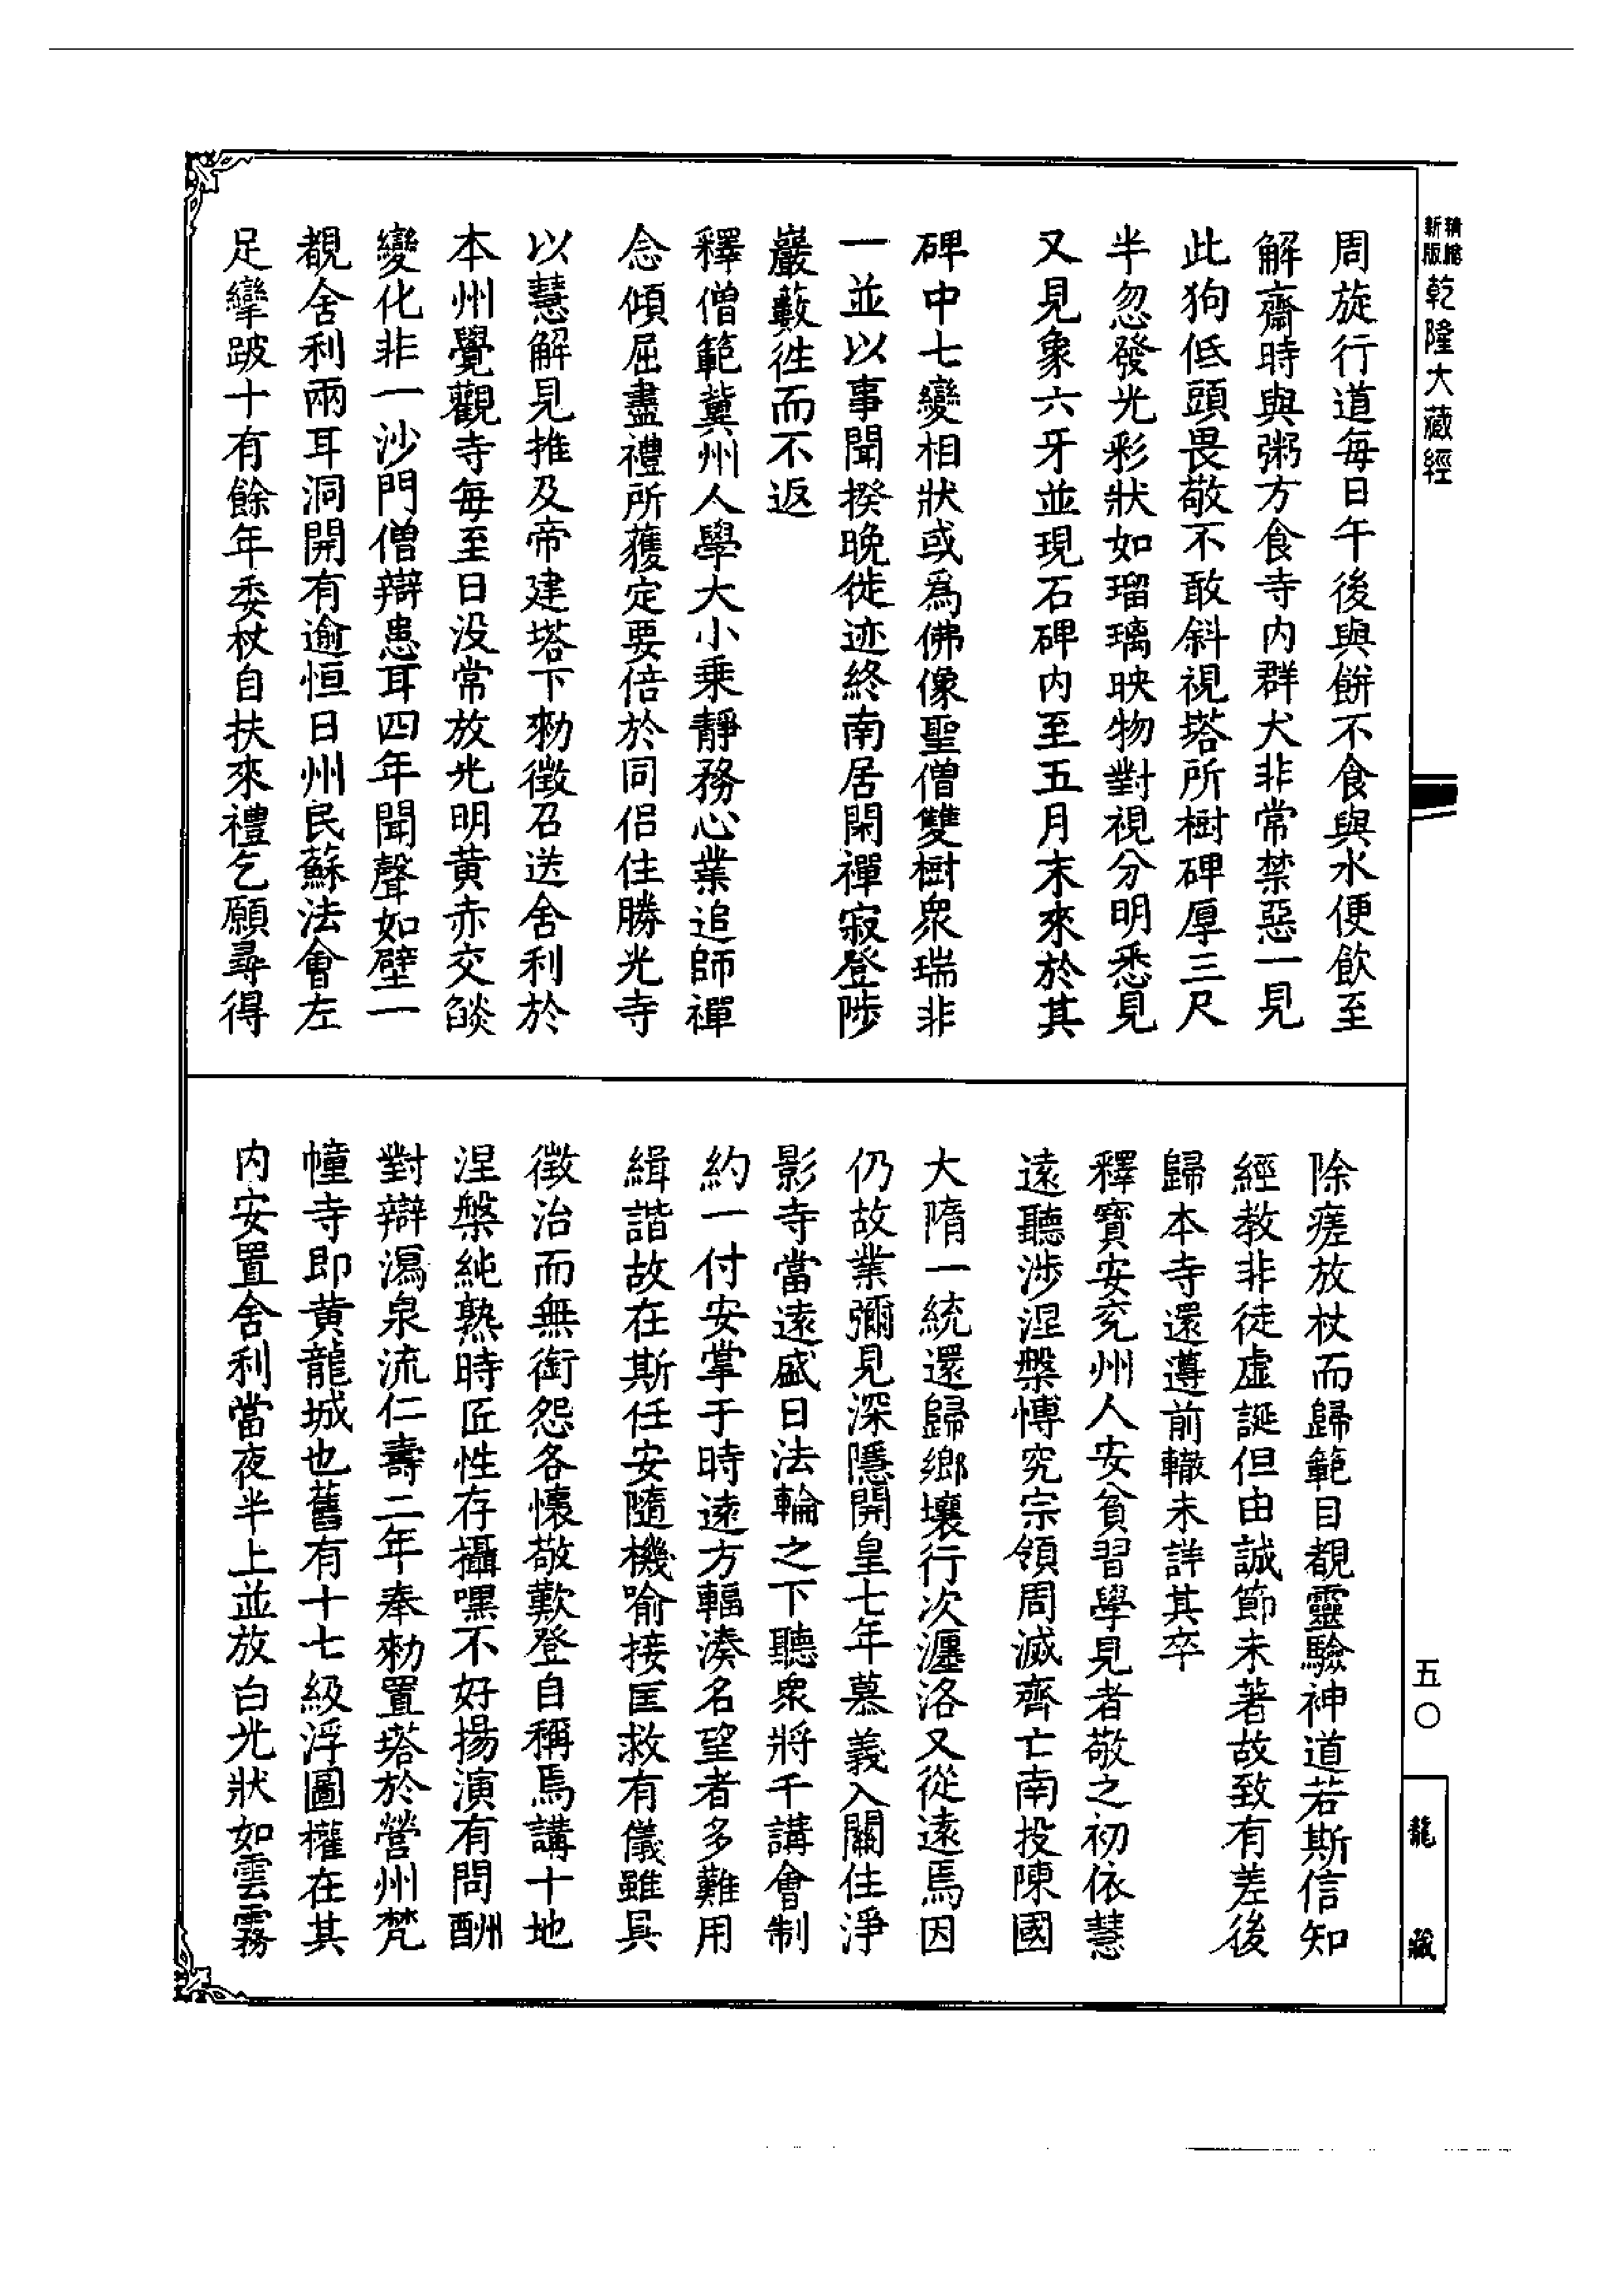 新版
精縮
乾隆大藏經
周旋行道每日午後與餅不食與水便飲至
解齋時與粥方食寺內群犬非常禁惡一見
此狗低頭畏敬不敢斜視塔所樹碑厚三尺
半忽發光彩狀如瑠璃映物對視分明悉見
又見象六牙並現石碑內至五月末來於其
碑中七變相狀或爲佛像聖僧雙樹衆瑞非
一並以事聞揆晚徙迹終南居閑禪寂登陟
巖藪徃而不返
釋僧範冀州人學大小乘靜務心業追師禪
念傾屈盡禮所獲定要倍於同侶住勝光寺
以慧解見推及帝建塔下勑徵召送舍利於
本州覺觀寺每至日没常放光明黄赤交燄
變化非一沙門僧辯患耳四年聞聲如壁一
覩舍利兩耳洞開有逾恒日州民蘇法會左
足攣跛十有餘年委杖自扶來禮乞願尋得
除瘥放杖而歸範目覩靈驗神道若斯信知
經教非徒虛誕但由誠節未著故致有差後
歸本寺還遵前轍未詳其卒
釋寶安兖州人安貧習學見者敬之初依慧
遠聽涉涅槃博究宗領周滅齊亡南投陳國
大隋一統還歸鄉壤行次瀍洛又從遠焉因
仍故業彌見深隱開皇七年慕義入關住淨
影寺當遠盛日法輪之下聽衆將千講會制
約一付安掌于時遠方輻湊名望者多難用
緝諧故在斯任安隨機喻接匡救有儀雖具
徵治而無銜怨各懷敬歎登自稱焉講十地
涅槃純熟時匠性存攝嘿不好揚演有問酬
對辯瀉泉流仁壽二年奉勑置塔於營州梵
幢寺即黄龍城也舊有十七級浮圖㩲在其
內安置舍利當夜半上並放白光狀如雲霧
五〇
龍藏